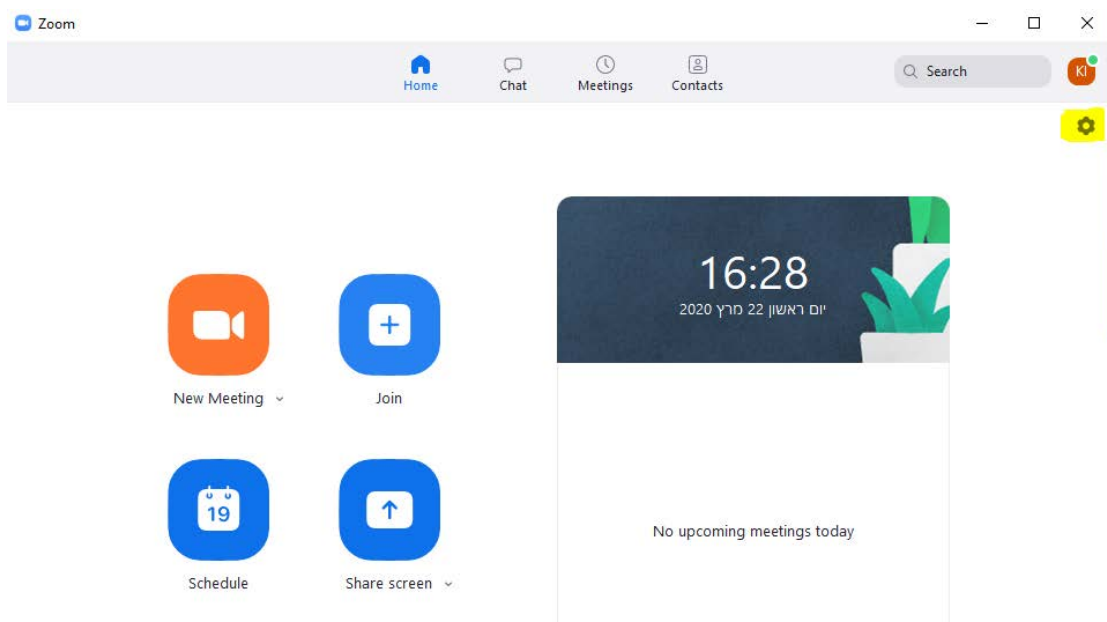 Zoom
Home
Chat
Meetings
Contacts
Search
KI
16:28
יום ראשון 22 מרץ 2020
New Meeting
Join
19
Schedule
Share screen
No upcoming meetings today